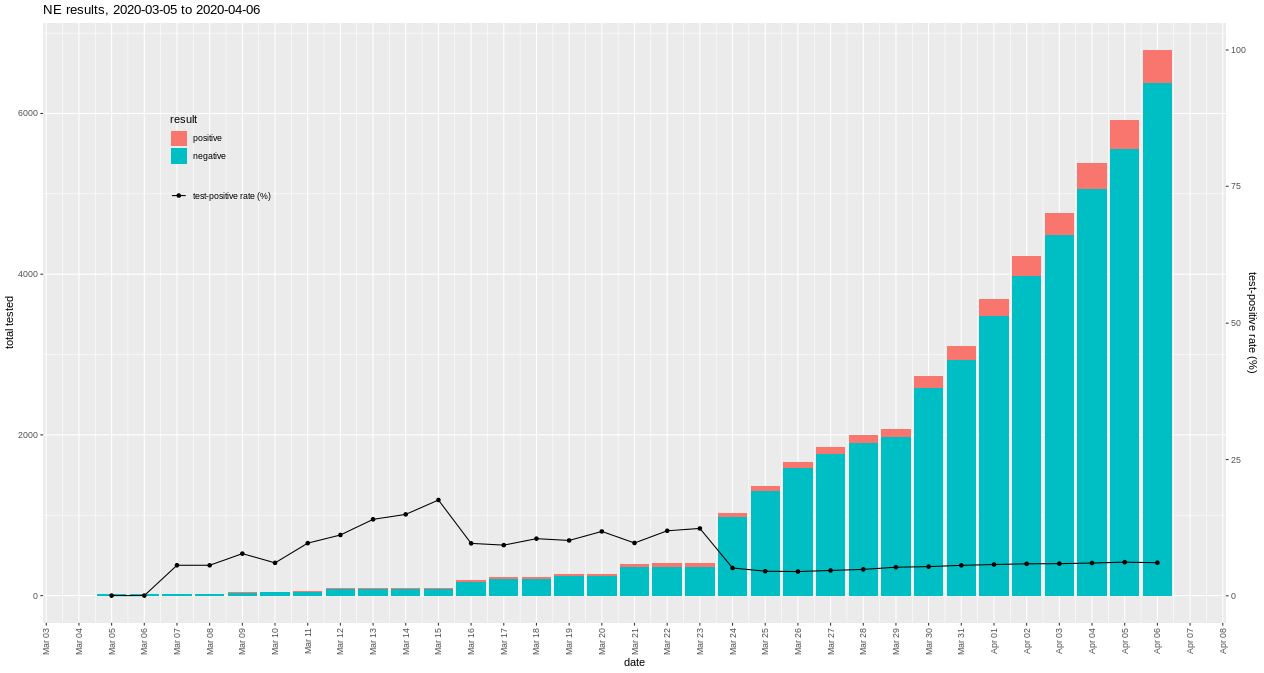 NE results, 2020-03-05 to 2020-04-06
total tested
6000
4000
2000
0
result
positive
negative
test-positive rate (%)
100
75
50
25
0
test-positive rate (%)
Mar 03
Mar 04
Mar 05
Mar 06
Mar 07
Mar 08
Mar 09
Mar 10
Mar 11
Mar 12
Mar 13
Mar 14
Mar 15
Mar 16
Mar 17
Mar 18
Mar 19
Mar 20
Mar 21
Mar 22
Mar 23
Mar 24
Mar 25
Mar 26
Mar 27
Mar 28
Mar 29
Mar 30
Mar 31
Apr 01
Apr 02
Apr 03
Apr 04
Apr 05
Apr 06
Apr 07
Apr 08
date